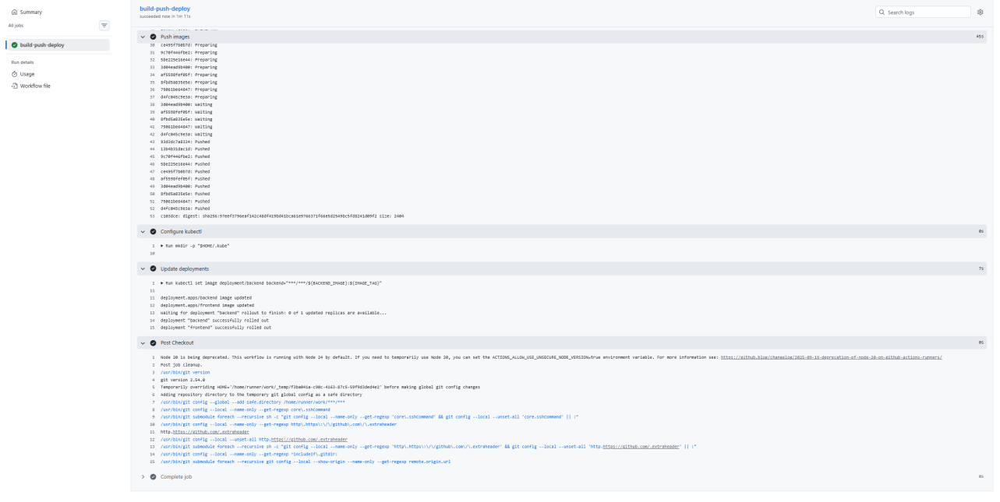 Summary
All jobs
build-push-deploy
Run details
Usage
Workflow file
build-push-deploy
succeeded now in 1m 11s
Search logs
Push images 45s
30 ce495f7b0b7d: Preparing
31 9c70f446fbe2: Preparing
32 5be225e16e44: Preparing
33 3d04ead9b400: Preparing
34 af5598fef05f: Preparing
35 8fbd5a835e5e: Preparing
36 75061be64847: Preparing
37 d4fc045c9e3a: Preparing
38 3d04ead9b400: Waiting
39 af5598fef05f: Waiting
40 8fbd5a835e5e: Waiting
41 75061be64847: Waiting
42 d4fc045c9e3a: Waiting
43 93d3dc7a8334: Pushed
44 13b4b31dac1d: Pushed
45 9c70f446fbe2: Pushed
46 5be225e16e44: Pushed
47 ce495f7b0b7d: Pushed
48 af5598fef05f: Pushed
49 3d04ead9b400: Pushed
50 8fbd5a835e5e: Pushed
51 75061be64847: Pushed
52 d4fc045c9e3a: Pushed
53 c103dce: digest: sha256:97eef3796eaf142c48df419bd41bca61e9766371f66e5d2549bc5fd8241d09f2 size: 2404
Configure kubectl 0s
1 ▶ Run mkdir -p "$HOME/.kube"
10
Update deployments 7s
1 ▶ Run kubectl set image deployment/backend backend="***/***/${BACKEND_IMAGE}:${IMAGE_TAG}"
11
11 deployment.apps/backend image updated
12 deployment.apps/frontend image updated
13 Waiting for deployment "backend" rollout to finish: 0 of 1 updated replicas are available...
14 deployment "backend" successfully rolled out
15 deployment "frontend" successfully rolled out
Post Checkout 0s
1 Node 20 is being deprecated. This workflow is running with Node 24 by default. If you need to temporarily use Node 20, you can set the ACTIONS_ALLOW_USE_UNSECURE_NODE_VERSION=true environment variable. For more information see: https://github.blog/changelog/2025-09-19-deprecation-of-node-20-on-github-actions-runners/
2 Post job cleanup.
3 /usr/bin/git version
4 git version 2.54.0
5 Temporarily overriding HOME='/home/runner/work/_temp/f3ba041a-c90c-4163-87c5-59f9d3ded4e2' before making global git config changes
6 Adding repository directory to the temporary git global config as a safe directory
7 /usr/bin/git config --global --add safe.directory /home/runner/work/***/***
8 /usr/bin/git config --local --name-only --get-regexp core\.sshCommand
9 /usr/bin/git submodule foreach --recursive sh -c "git config --local --name-only --get-regexp 'core\.sshCommand' && git config --local --unset-all 'core.sshCommand' || :"
10 /usr/bin/git config --local --name-only --get-regexp http\.https\:\/\/github\.com\/\.extraheader
11 http.https://github.com/.extraheader
12 /usr/bin/git config --local --unset-all http.https://github.com/.extraheader
13 /usr/bin/git submodule foreach --recursive sh -c "git config --local --name-only --get-regexp 'http\.https\:\/\/github\.com\/\.extraheader' && git config --local --unset-all 'http.https://github.com/.extraheader' || :"
14 /usr/bin/git config --local --name-only --get-regexp ^includeIf\.gitdir:
15 /usr/bin/git submodule foreach --recursive git config --local --show-origin --name-only --get-regexp remote.origin.url
Complete job 0s